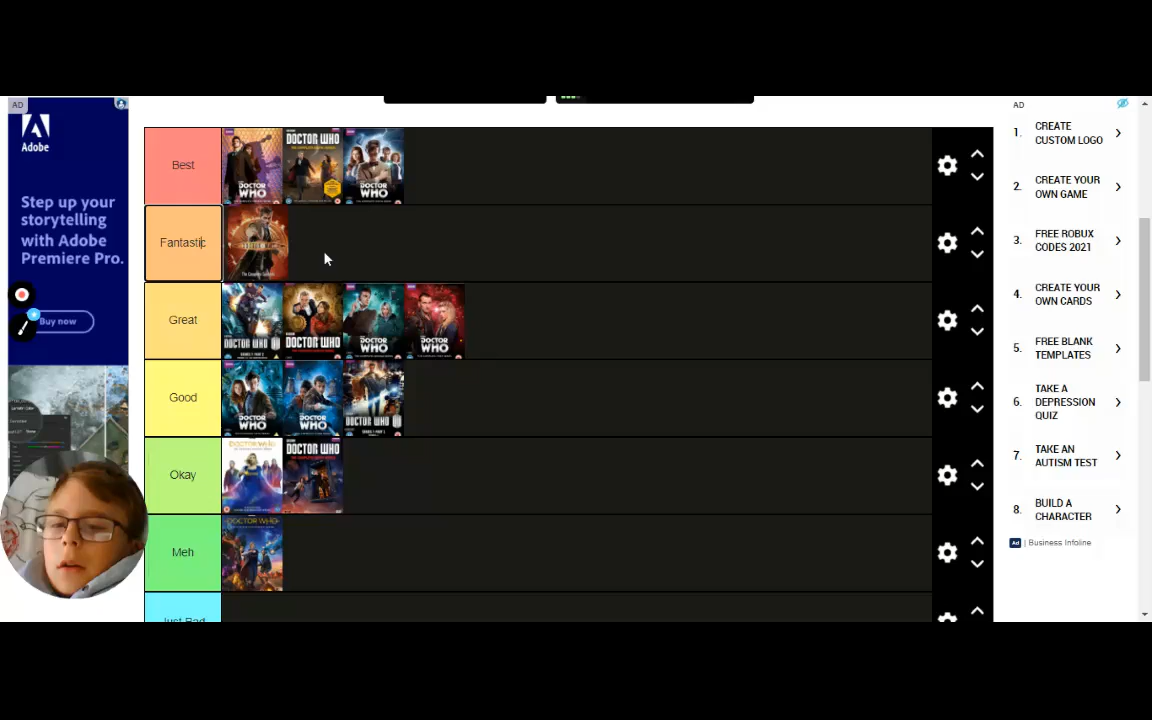 AD
Adobe
Step up your
storytelling
with Adobe
Premiere Pro.
Buy now
Best
DOCTOR
WHO
DOCTOR WHO
DOCTOR
WHO
Fantastic
Great
DOCTOR WHO
DOCTOR
WHO
DOCTOR
WHO
DOCTOR
WHO
Good
DOCTOR
WHO
DOCTOR
WHO
DOCTOR WHO
Okay
DOCTOR WHO
DOCTOR WHO
Meh
DOCTOR WHO
Just Bad
AD
1. CREATE
CUSTOM LOGO
2. CREATE YOUR
OWN GAME
3. FREE ROBUX
CODES 2021
4. CREATE YOUR
OWN CARDS
5. FREE BLANK
TEMPLATES
6. TAKE A
DEPRESSION
QUIZ
7. TAKE AN
AUTISM TEST
8. BUILD A
CHARACTER
Ad | Business Infoline